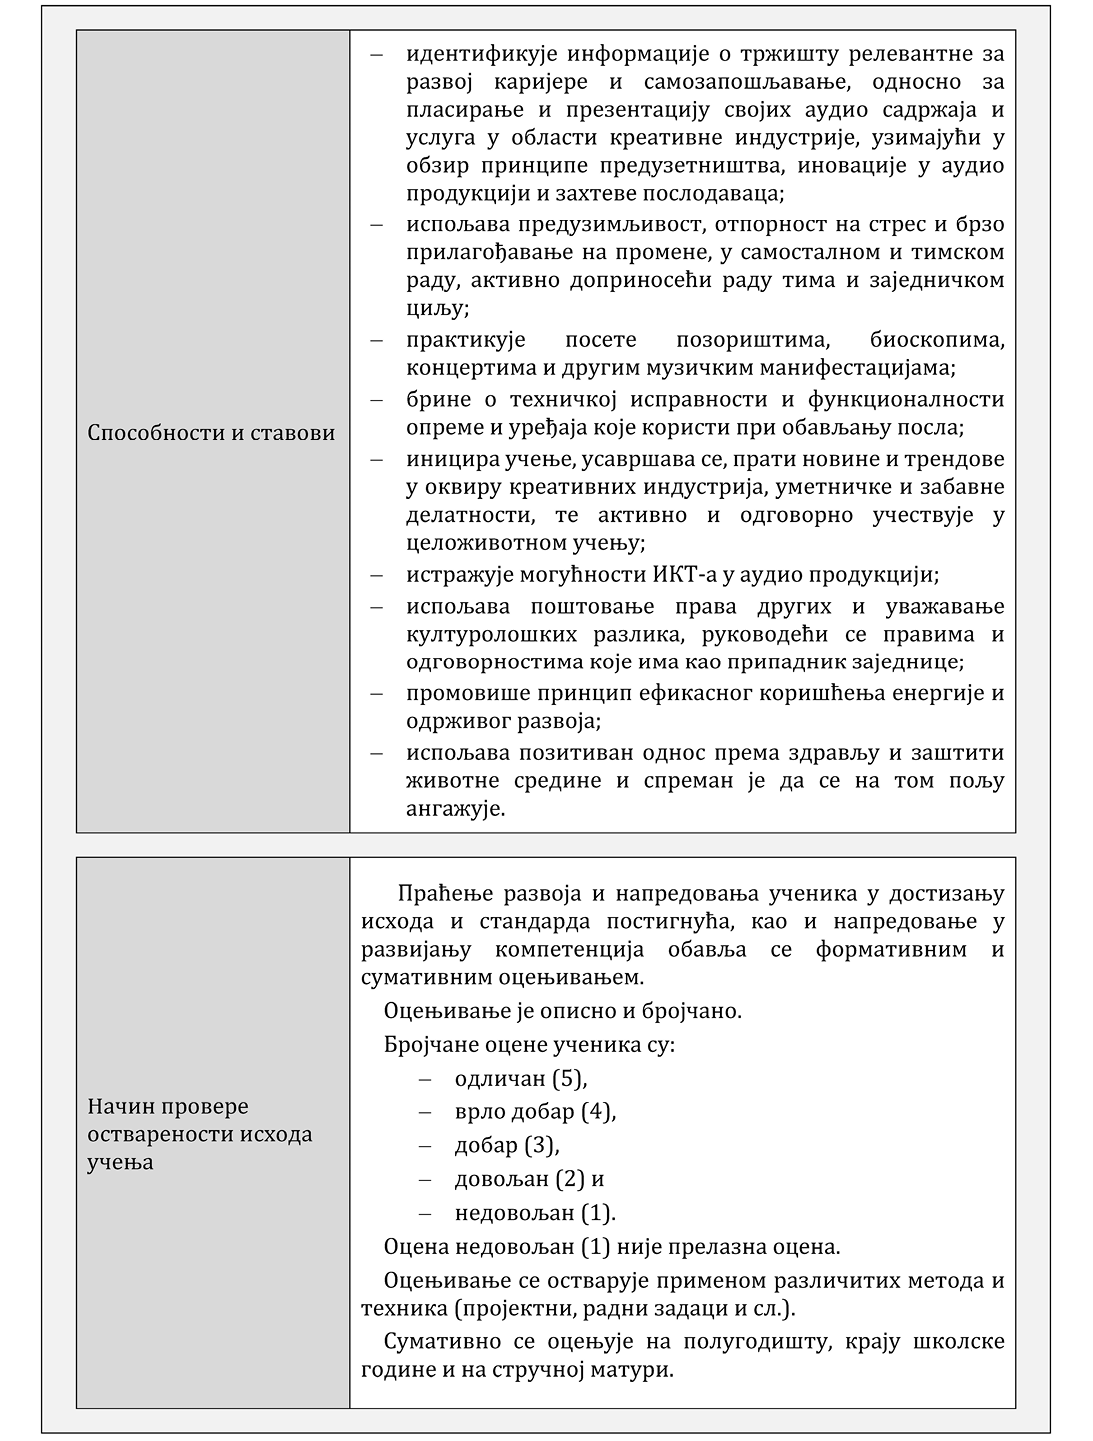 Способности и ставови
– идентификује информације о тржишту релевантне за
развој каријере и самозапошљавање, односно за
пласирање и презентацију својих аудио садржаја и
услуга у области креативне индустрије, узимајући у
обзир принципе предузетништва, иновације у аудио
продукцији и захтеве послодаваца;
– испољава предузимљивост, отпорност на стрес и брзо
прилагођавање на промене, у самосталном и тимском
раду, активно доприносећи раду тима и заједничком
циљу;
– практикује посете позориштима, биоскопима,
концертима и другим музичким манифестацијама;
– брине о техничкој исправности и функционалности
опреме и уређаја које користи при обављању посла;
– иницира учење, усавршава се, прати новине и трендове
у оквиру креативних индустрија, уметничке и забавне
делатности, те активно и одговорно учествује у
целоживотном учењу;
– истражује могућности ИКТ-а у аудио продукцији;
– испољава поштовање права других и уважавање
културолошких разлика, руководећи се правима и
одговорностима које има као припадник заједнице;
– промовише принцип ефикасног коришћења енергије и
одрживог развоја;
– испољава позитиван однос према здрављу и заштити
животне средине и спреман је да се на том пољу
ангажује.
Начин провере
остварености исхода
учења
Праћење развоја и напредовања ученика у достизању
исхода и стандарда постигнућа, као и напредовање у
развијању компетенција обавља се формативним и
сумативним оцењивањем.
Оцењивање је описно и бројчано.
Бројчане оцене ученика су:
– одличан (5),
– врло добар (4),
– добар (3),
– довољан (2) и
– недовољан (1).
Оцена недовољан (1) није прелазна оцена.
Оцењивање се остварује применом различитих метода и
техника (пројектни, радни задаци и сл.).
Сумативно се оцењује на полугодишту, крају школске
године и на стручној матури.